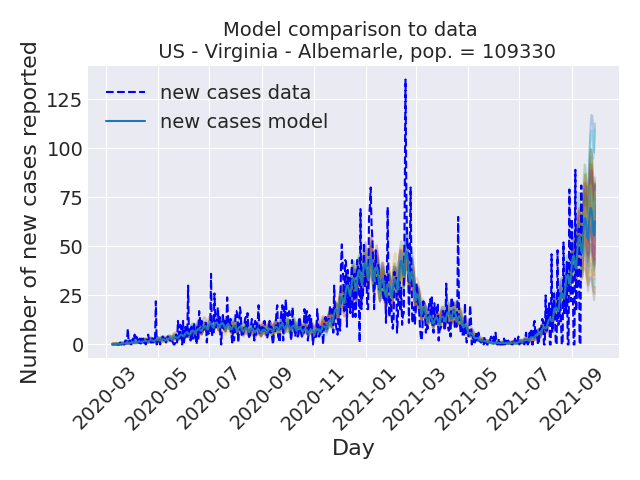 Model comparison to data
US - Virginia - Albemarle, pop. = 109330
Number of new cases reported
125
100
75
50
25
0
new cases data
new cases model
2020-03
2020-05
2020-07
2020-09
2020-11
2021-01
2021-03
2021-05
2021-07
2021-09
Day